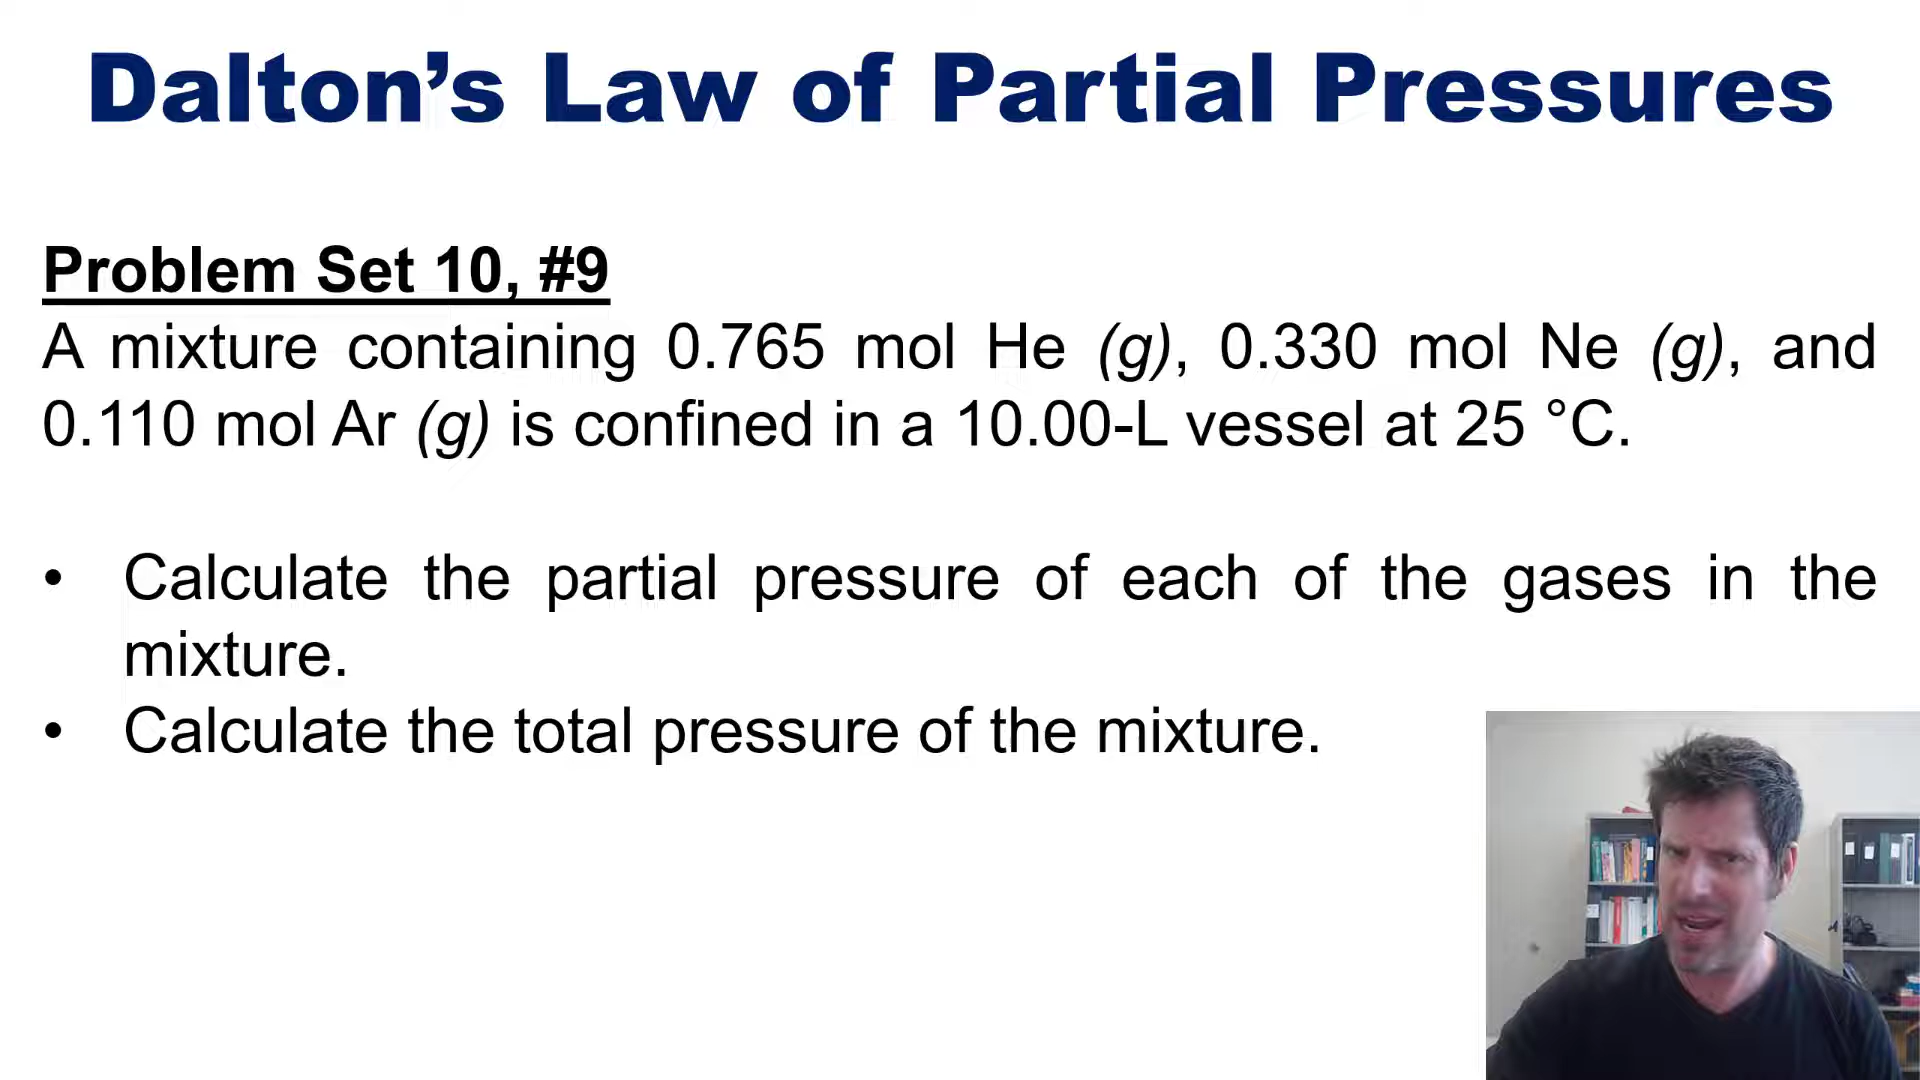 Dalton’s Law of Partial Pressures
Problem Set 10, #9
A mixture containing 0.765 mol He (g), 0.330 mol Ne (g), and
0.110 mol Ar (g) is confined in a 10.00-L vessel at 25 °C.
• Calculate the partial pressure of each of the gases in the
mixture.
• Calculate the total pressure of the mixture.